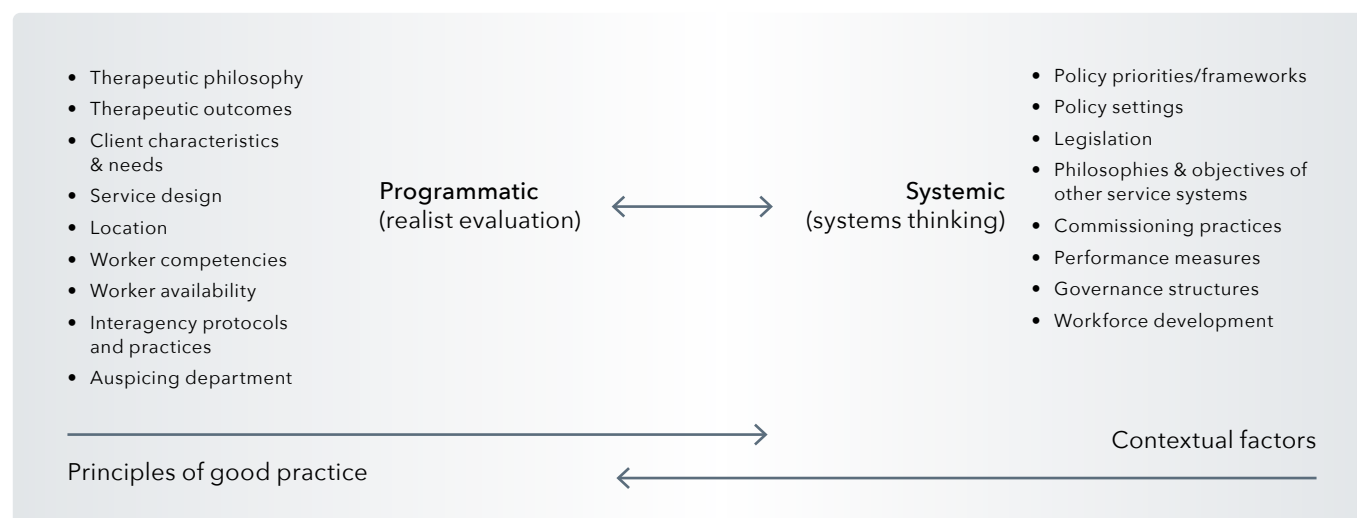 • Therapeutic philosophy
• Therapeutic outcomes
• Client characteristics
& needs
• Service design
• Location
• Worker competencies
• Worker availability
• Interagency protocols
and practices
• Auspicing department
Programmatic
(realist evaluation)
Systemic
(systems thinking)
• Policy priorities/frameworks
• Policy settings
• Legislation
• Philosophies & objectives of
other service systems
• Commissioning practices
• Performance measures
• Governance structures
• Workforce development
Principles of good practice
Contextual factors